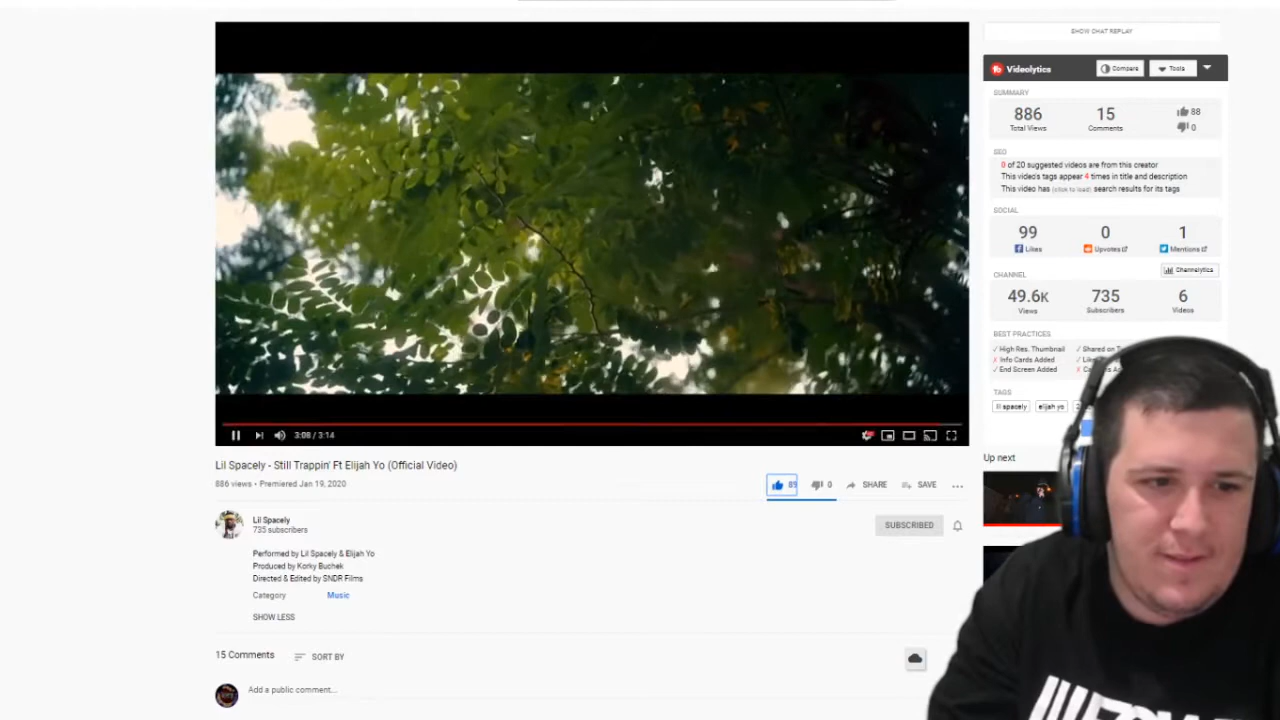 SHOW CHAT REPLAY
Videolytics
Compare
Tools
SUMMARY
886
15
88
Total Views
Comments
0
SEO
0 of 20 suggested videos are from this creator
This video's tags appear 4 times in title and description
This video has (click to load) search results for its tags
SOCIAL
99
0
1
Likes
Upvotes
Mentions
CHANNEL
Channelytics
49.6K
735
6
Views
Subscribers
Videos
BEST PRACTICES
High Res. Thumbnail
Shared on
Info Cards Added
End Screen Added
TAGS
lil spacely
elijah yo
3:08 / 3:14
Up next
Lil Spacely - Still Trappin' Ft Elijah Yo (Official Video)
886 views • Premiered Jan 19, 2020
89
0
SHARE
SAVE
Lil Spacely
735 subscribers
SUBSCRIBED
Performed by Lil Spacely & Elijah Yo
Produced by Korky Buchek
Directed & Edited by SNDR Films
Category
Music
SHOW LESS
15 Comments
SORT BY
Add a public comment...